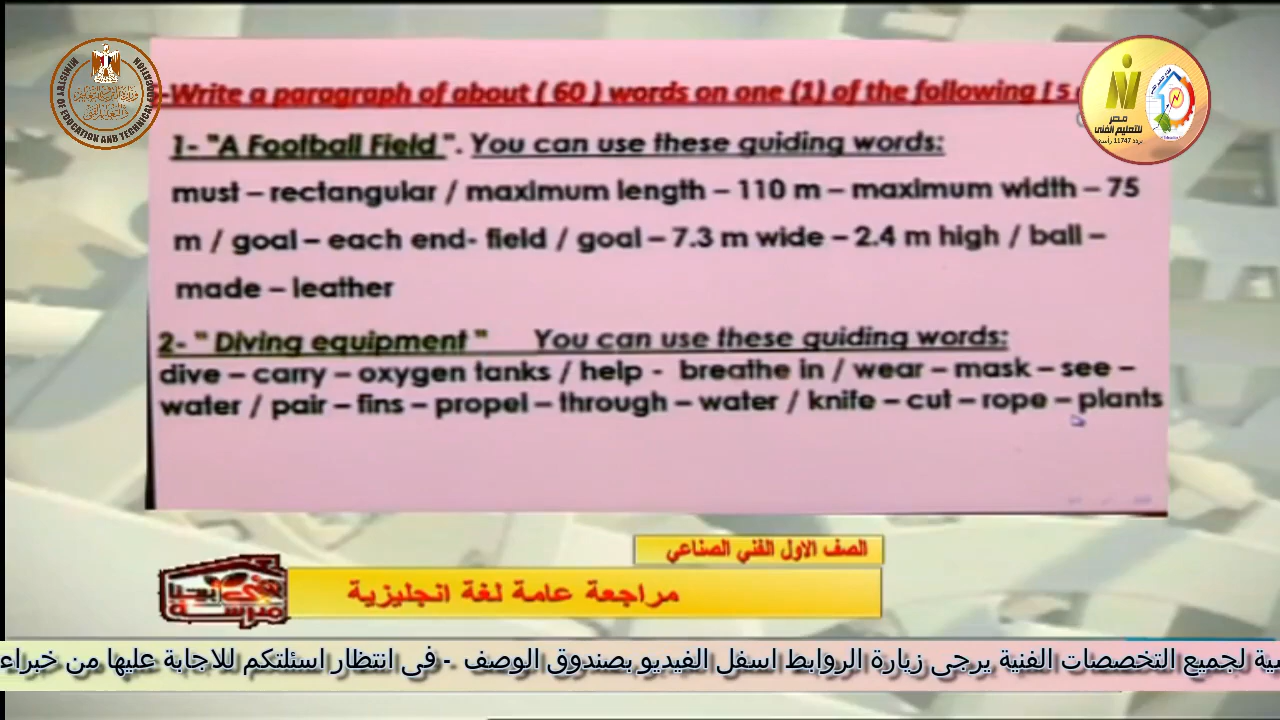 -Write a paragraph of about ( 60 ) words on one (1) of the following
1- "A Football Field ". You can use these guiding words:
must – rectangular / maximum length – 110 m – maximum width – 75
m / goal – each end- field / goal – 7.3 m wide – 2.4 m high / ball –
made – leather
2- " Diving equipment " You can use these guiding words:
dive – carry – oxygen tanks / help - breathe in / wear – mask – see –
water / pair – fins – propel – through – water / knife – cut – rope – plants
مصر
للتعليم الفنى
الصف الاول الفني الصناعي
مراجعة عامة لغة انجليزية
لجميع التخصصات الفنية يرجى زيارة الروابط اسفل الفيديو بصندوق الوصف - فى انتظار اسئلتكم للاجابة عليها من خبراء